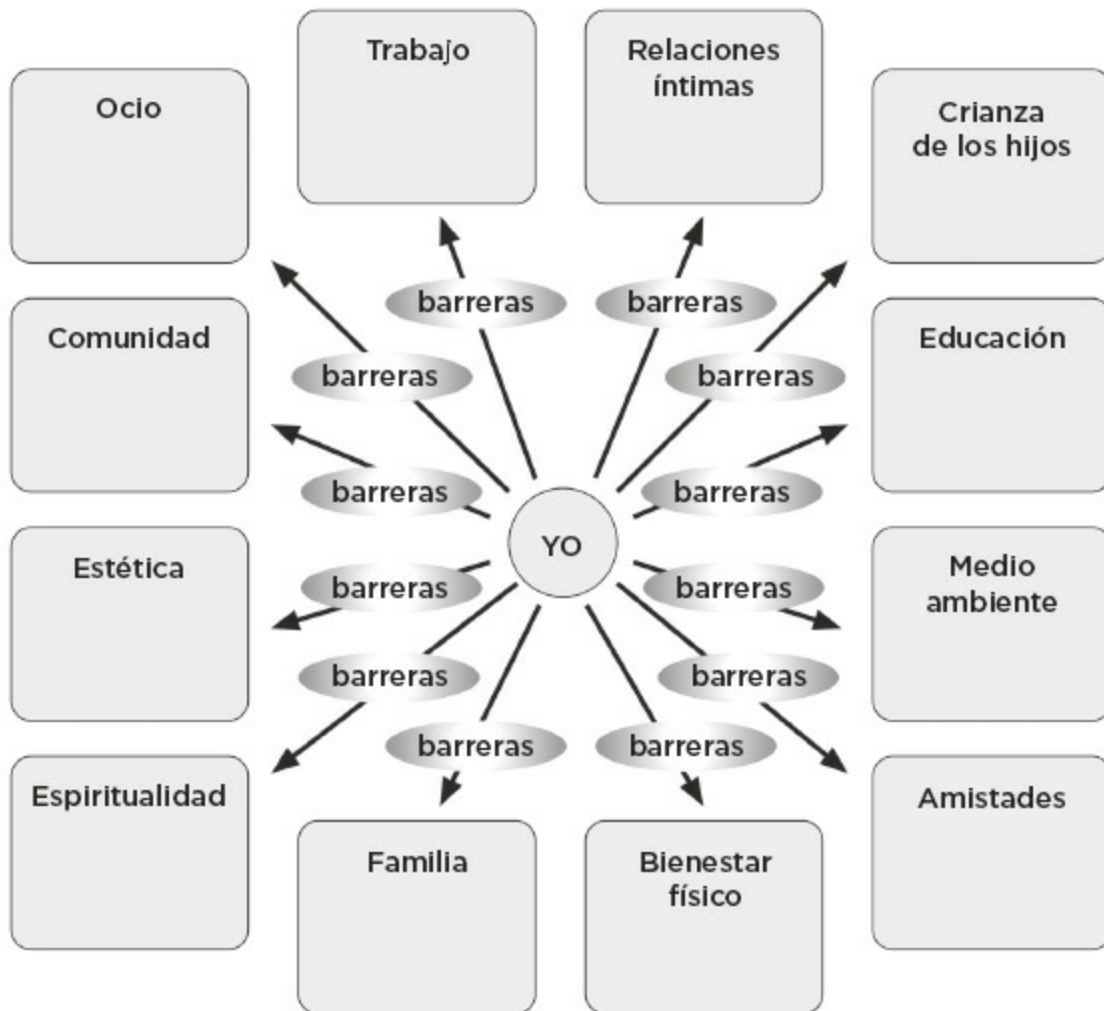 Trabajo
Relaciones
íntimas
Ocio
Crianza
de los hijos
barreras
barreras
Comunidad
Educación
barreras
barreras
barreras
barreras
YO
Estética
Medio
ambiente
barreras
barreras
barreras
barreras
barreras
barreras
Espiritualidad
Amistades
Familia
Bienestar
físico